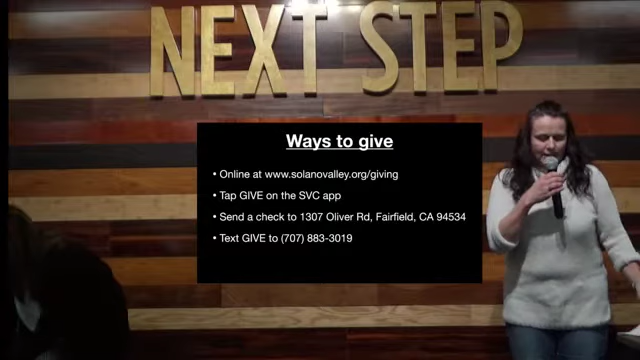 NEXT STEP
Ways to give
• Online at www.solanovalley.org/giving
• Tap GIVE on the SVC app
• Send a check to 1307 Oliver Rd, Fairfield, CA 94534
• Text GIVE to (707) 883-3019